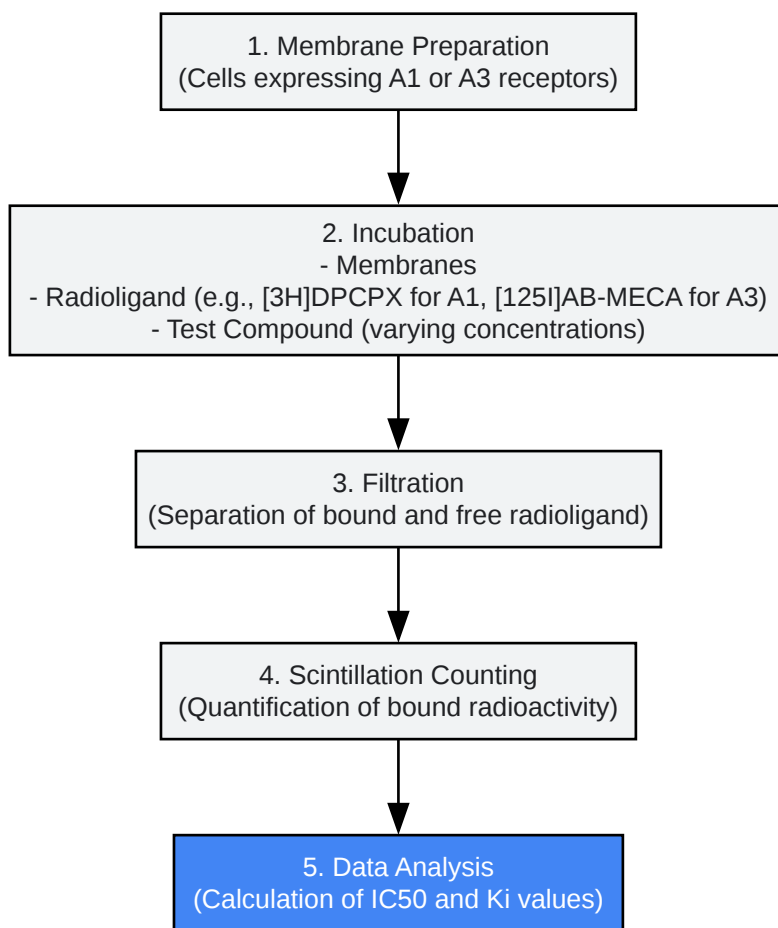 1. Membrane Preparation
(Cells expressing A1 or A3 receptors)
2. Incubation
- Membranes
- Radioligand (e.g., [3H]DPCPX for A1, [125I]AB-MECA for A3)
- Test Compound (varying concentrations)
3. Filtration
(Separation of bound and free radioligand)
4. Scintillation Counting
(Quantification of bound radioactivity)
5. Data Analysis
(Calculation of IC50 and Ki values)